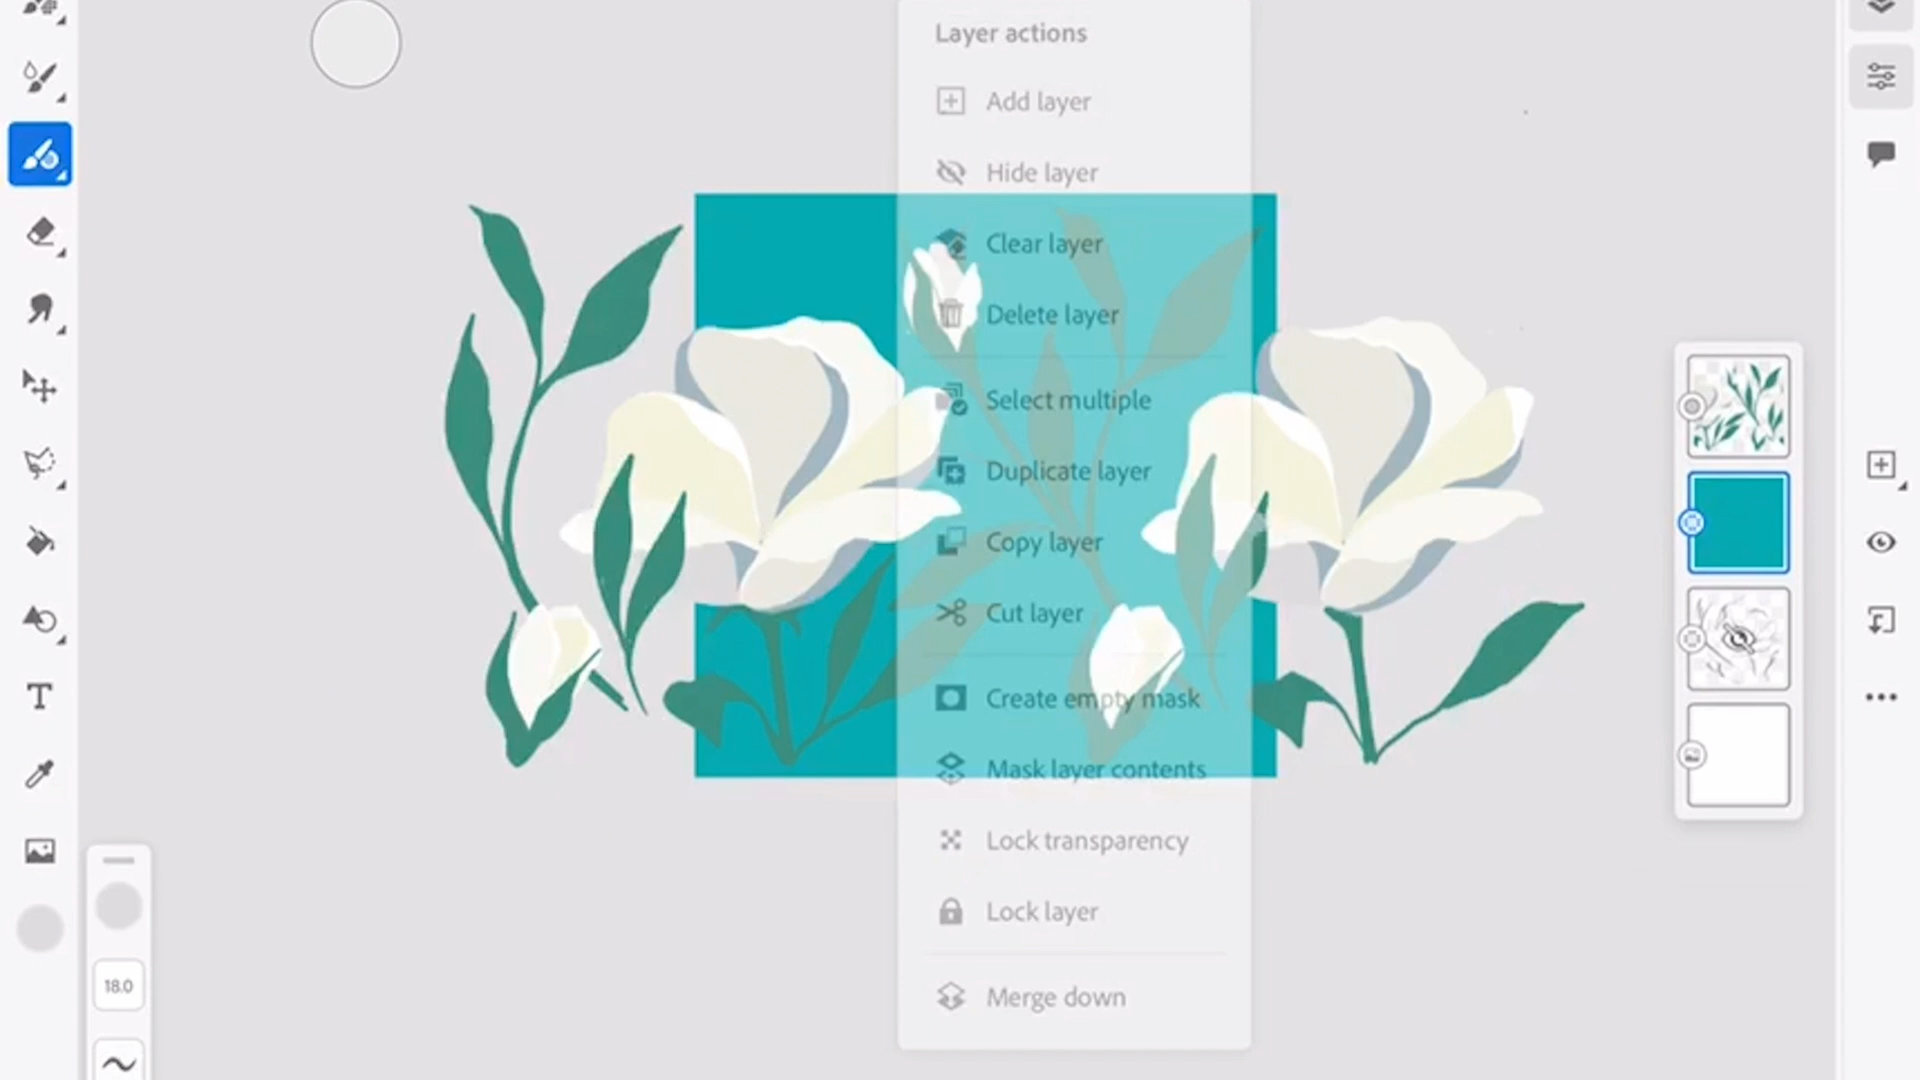 Layer actions
Add layer
Hide layer
Clear layer
Delete layer
Select multiple
Duplicate layer
Copy layer
Cut layer
Create empty mask
Mask layer contents
Lock transparency
Lock layer
Merge down
T
18.0